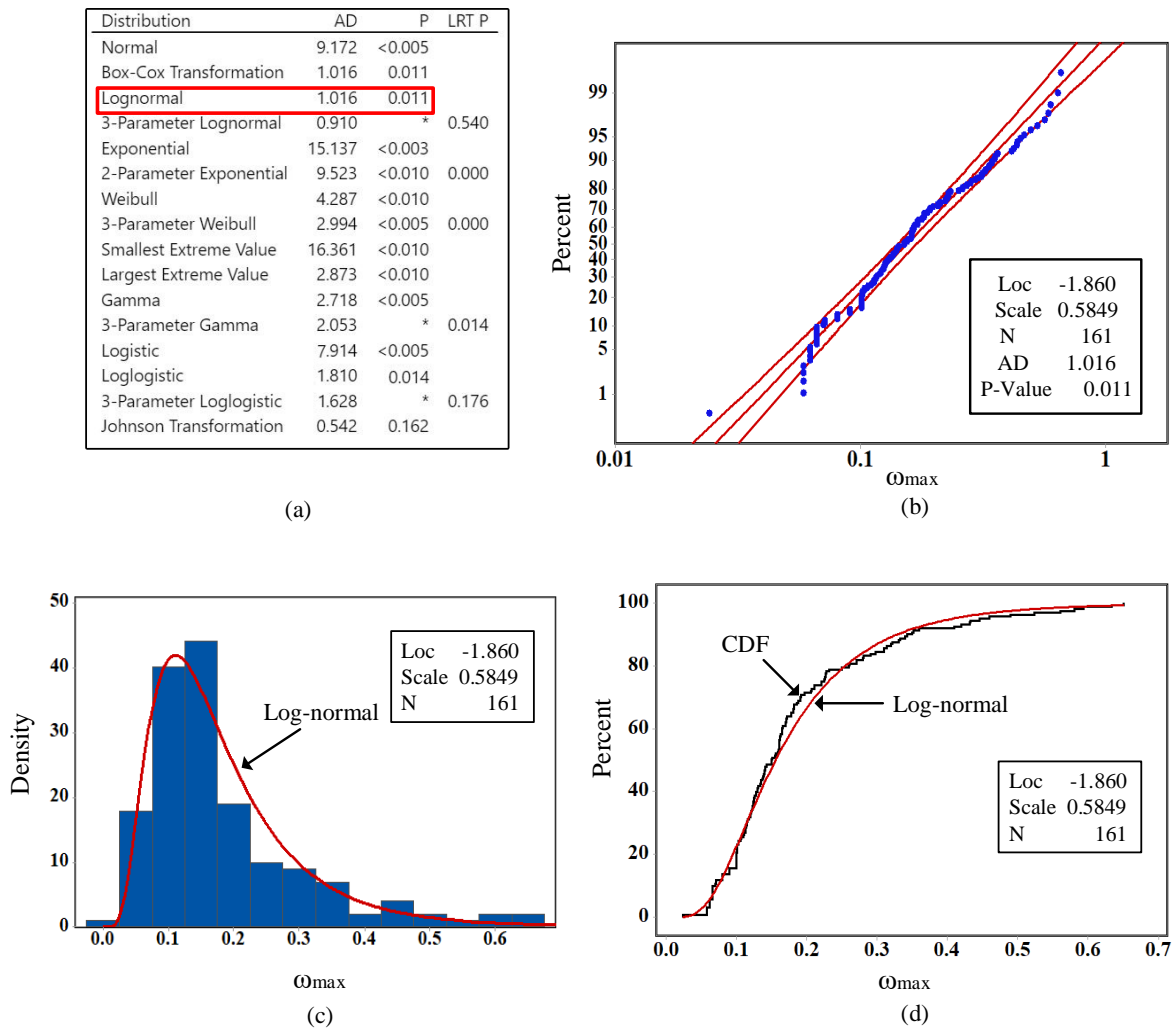 (a)
Distribution AD P LRT P
Normal 9.172 <0.005
Box-Cox Transformation 1.016 0.011
Lognormal 1.016 0.011
3-Parameter Lognormal 0.910 * 0.540
Exponential 15.137 <0.003
2-Parameter Exponential 9.523 <0.010 0.000
Weibull 4.287 <0.010
3-Parameter Weibull 2.994 <0.005 0.000
Smallest Extreme Value 16.361 <0.010
Largest Extreme Value 2.873 <0.010
Gamma 2.718 <0.005
3-Parameter Gamma 2.053 * 0.014
Logistic 7.914 <0.005
Loglogistic 1.810 0.014
3-Parameter Loglogistic 1.628 * 0.176
Johnson Transformation 0.542 0.162
Percent
99
95
90
80
70
60
50
40
30
20
10
5
1
Loc -1.860
Scale 0.5849
N 161
AD 1.016
P-Value 0.011
0.01 0.1 1
ωmax
(b)
Density
50
40
30
20
10
0
Loc -1.860
Scale 0.5849
N 161
Log-normal
0.0 0.1 0.2 0.3 0.4 0.5 0.6
ωmax
(c)
Percent
100
80
60
40
20
0
CDF
Log-normal
Loc -1.860
Scale 0.5849
N 161
0.0 0.1 0.2 0.3 0.4 0.5 0.6 0.7
ωmax
(d)